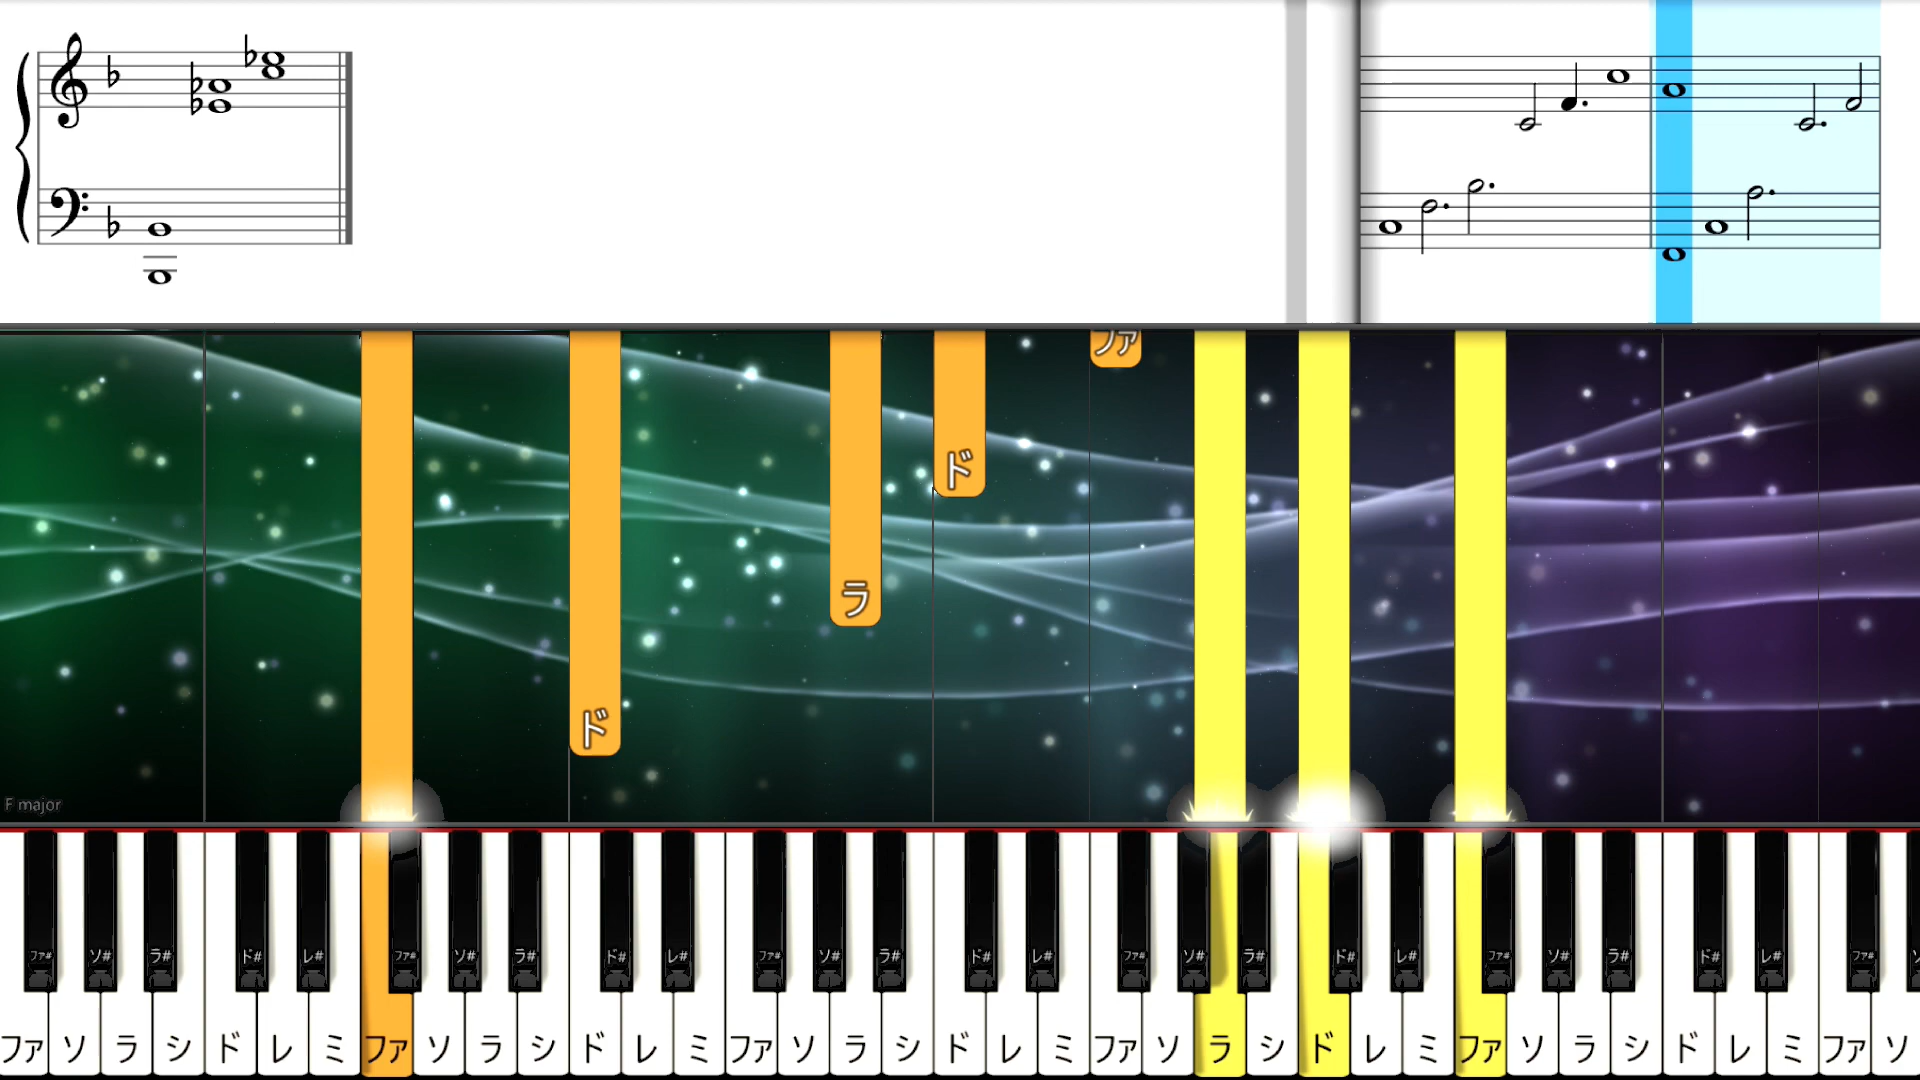 ファ
ド
ラ
ド
F major
ファ# ソ# ラ# ド# レ# ファ# ソ# ラ# ド# レ# ファ# ソ# ラ# ド# レ# ファ# ソ# ラ# ド# レ# ファ# ソ# ラ# ド# レ# ファ#
ファ ソ ラ シ ド レ ミ ファ ソ ラ シ ド レ ミ ファ ソ ラ シ ド レ ミ ファ ソ ラ シ ド レ ミ ファ ソ ラ シ ド レ ミ ファ ソ